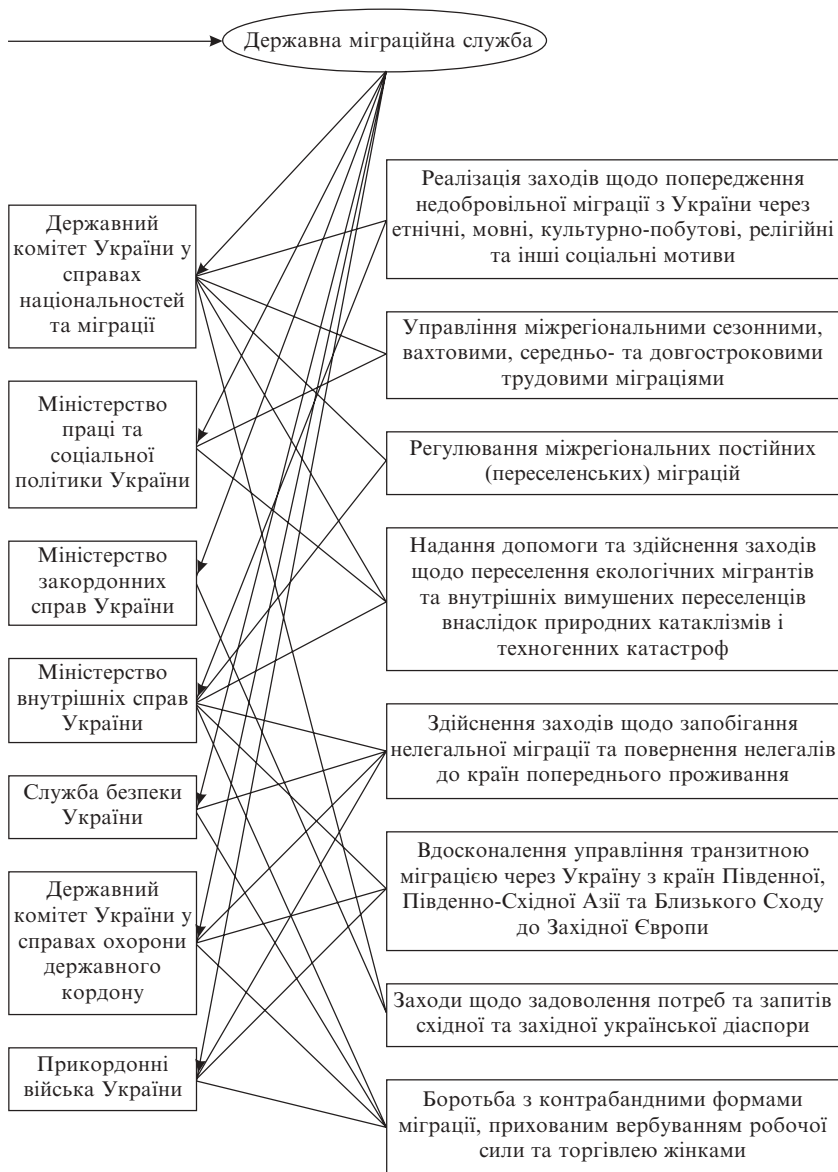 Державна міграційна служба
Державний
комітет України у
справах
національностей
та міграції
Міністерство
праці та
соціальної
політики України
Міністерство
закордонних
справ України
Міністерство
внутрішніх справ
України
Служба безпеки
України
Державний
комітет України у
справах охорони
державного
кордону
Прикордонні
війська України
Реалізація заходів щодо попередження
недобровільної міграції з України через
етнічні, мовні, культурно-побутові, релігійні
та інші соціальні мотиви
Управління міжрегіональними сезонними,
вахтовими, середньо- та довгостроковими
трудовими міграціями
Регулювання міжрегіональних постійних
(переселенських) міграцій
Надання допомоги та здійснення заходів
щодо переселення екологічних мігрантів
та внутрішніх вимушених переселенців
внаслідок природних катаклізмів і
техногенних катастроф
Здійснення заходів щодо запобігання
нелегальної міграції та повернення нелегалів
до країн попереднього проживання
Вдосконалення управління транзитною
міграцією через Україну з країн Південної,
Південно-Східної Азії та Близького Сходу
до Західної Європи
Заходи щодо задоволення потреб та запитів
східної та західної української діаспори
Боротьба з контрабандними формами
міграції, прихованим вербуванням робочої
сили та торгівлею жінками